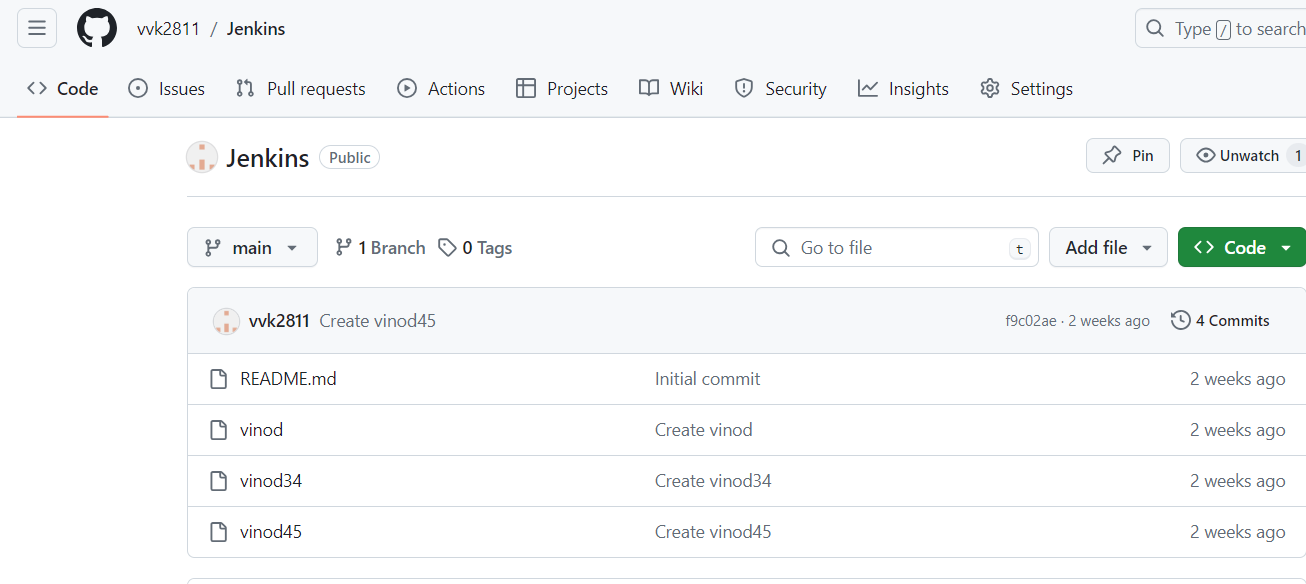 vvk2811 / Jenkins
Type / to search
Code Issues Pull requests Actions Projects Wiki Security Insights Settings
Jenkins Public Pin Unwatch 1
main 1 Branch 0 Tags Go to file t Add file Code
vvk2811 Create vinod45 f9c02ae · 2 weeks ago 4 Commits
README.md Initial commit 2 weeks ago
vinod Create vinod 2 weeks ago
vinod34 Create vinod34 2 weeks ago
vinod45 Create vinod45 2 weeks ago